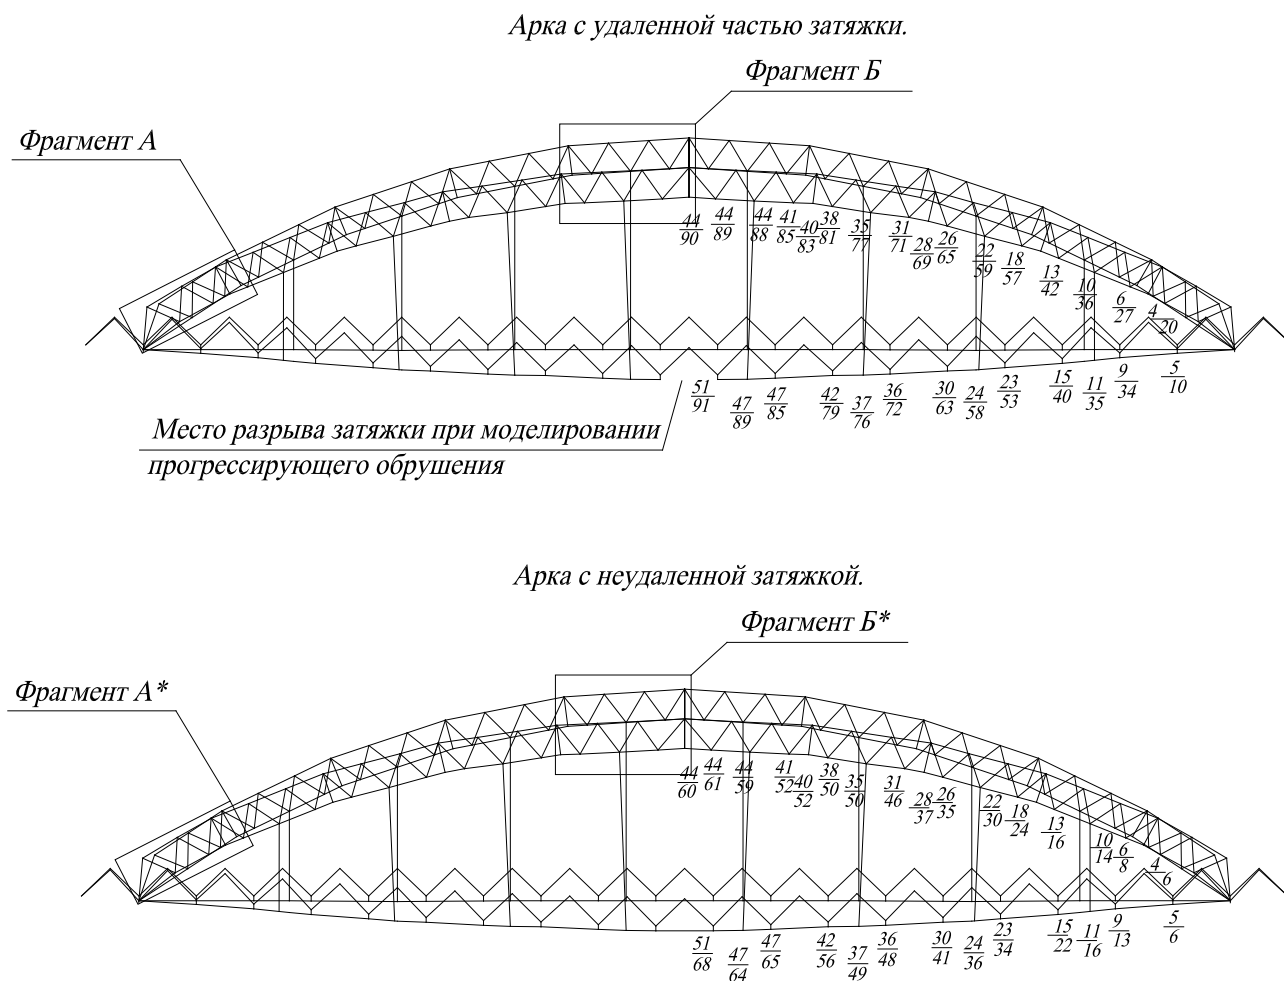 Арка с удаленной частью затяжки.
Фрагмент Б
Фрагмент А
44 44 44 41 40 38 35 31 28 26 22 18 13 10 6 4
90 89 88 85 83 81 77 71 69 65 59 57 42 36 27 20
51 47 47 42 37 36 30 24 23 15 11 9 5
91 89 85 79 76 72 63 58 53 40 35 34 10
Место разрыва затяжки при моделировании
прогрессирующего обрушения
Арка с неудаленной затяжкой.
Фрагмент Б*
Фрагмент А*
44 44 44 41 40 38 35 31 28 26 22 18 13 10 6 4
60 61 59 52 52 50 50 46 37 35 30 24 16 14 8 6
51 47 47 42 37 36 30 24 23 15 11 9 5
68 64 65 56 49 48 41 36 34 22 16 13 6